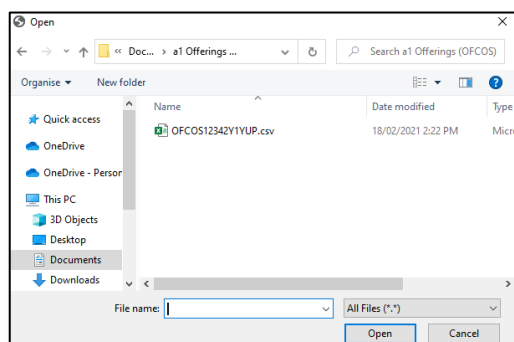 Open
« Doc... › a1 Offerings ...
Search a1 Offerings (OFCOS)
Organise
New folder
Name
Date modified
Type
Quick access
OFCOS12342Y1YUP.csv
18/02/2021 2:22 PM
Micr
OneDrive
OneDrive - Person
This PC
3D Objects
Desktop
Documents
Downloads
File name:
All Files (*.*)
Open
Cancel